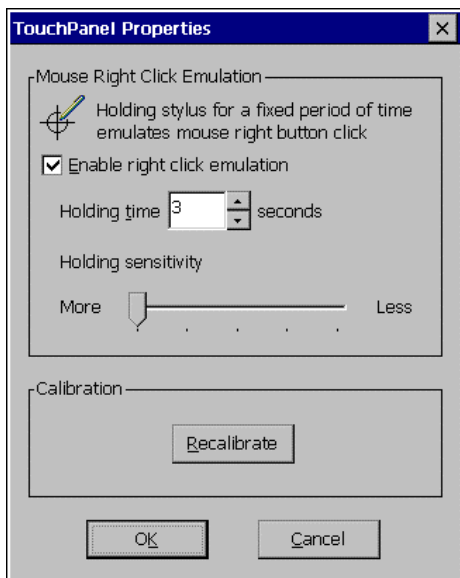 TouchPanel Properties
Mouse Right Click Emulation
Holding stylus for a fixed period of time
emulates mouse right button click
Enable right click emulation
Holding time 3 seconds
Holding sensitivity
More Less
Calibration
Recalibrate
OK Cancel